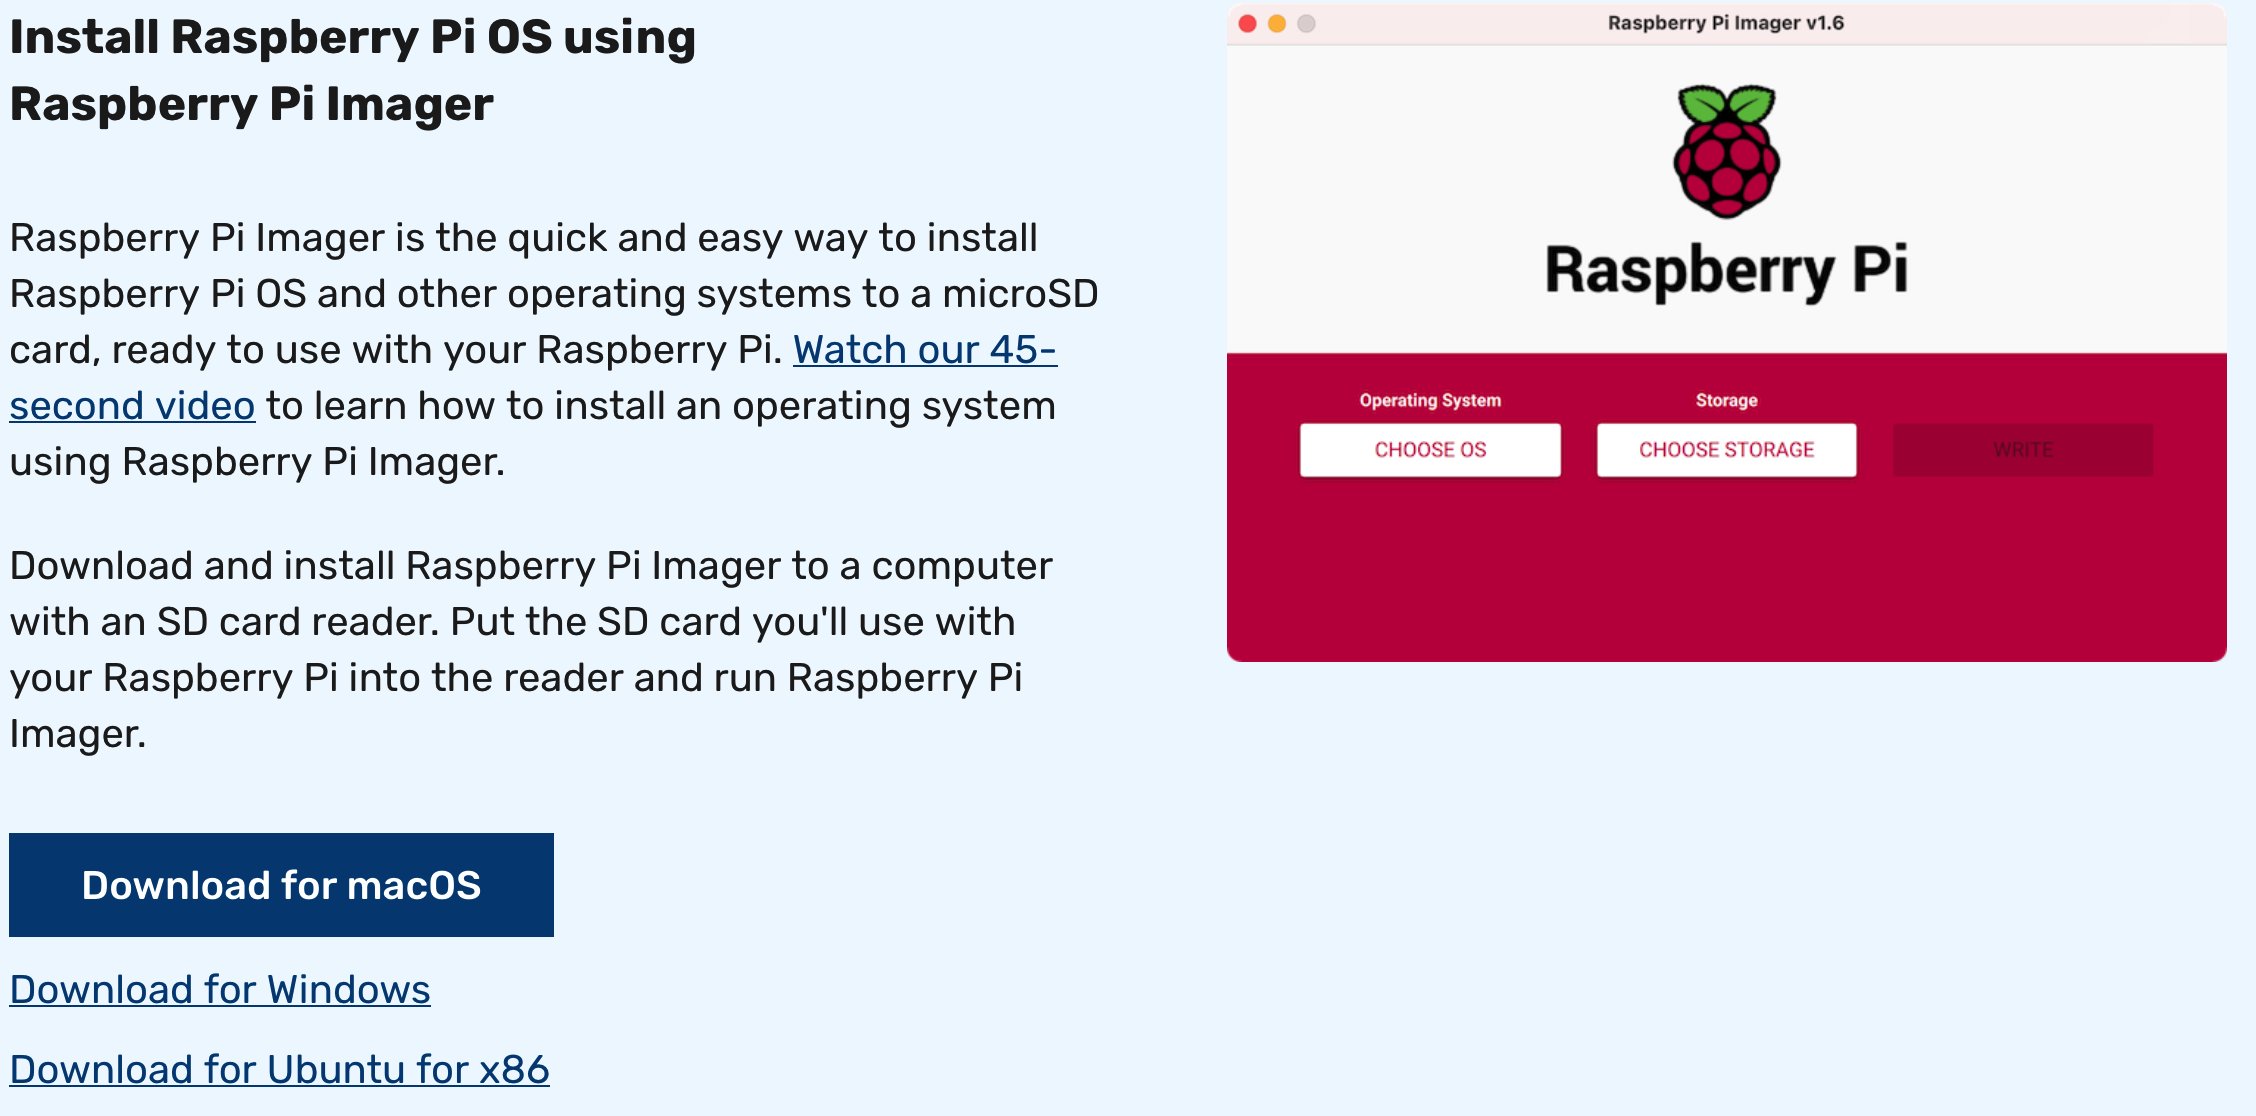 Install Raspberry Pi OS using
Raspberry Pi Imager
Raspberry Pi Imager is the quick and easy way to install
Raspberry Pi OS and other operating systems to a microSD
card, ready to use with your Raspberry Pi. Watch our 45-
second video to learn how to install an operating system
using Raspberry Pi Imager.
Download and install Raspberry Pi Imager to a computer
with an SD card reader. Put the SD card you'll use with
your Raspberry Pi into the reader and run Raspberry Pi
Imager.
Download for macOS
Download for Windows
Download for Ubuntu for x86
Raspberry Pi Imager v1.6
Raspberry Pi
Operating System
Storage
CHOOSE OS
CHOOSE STORAGE
WRITE